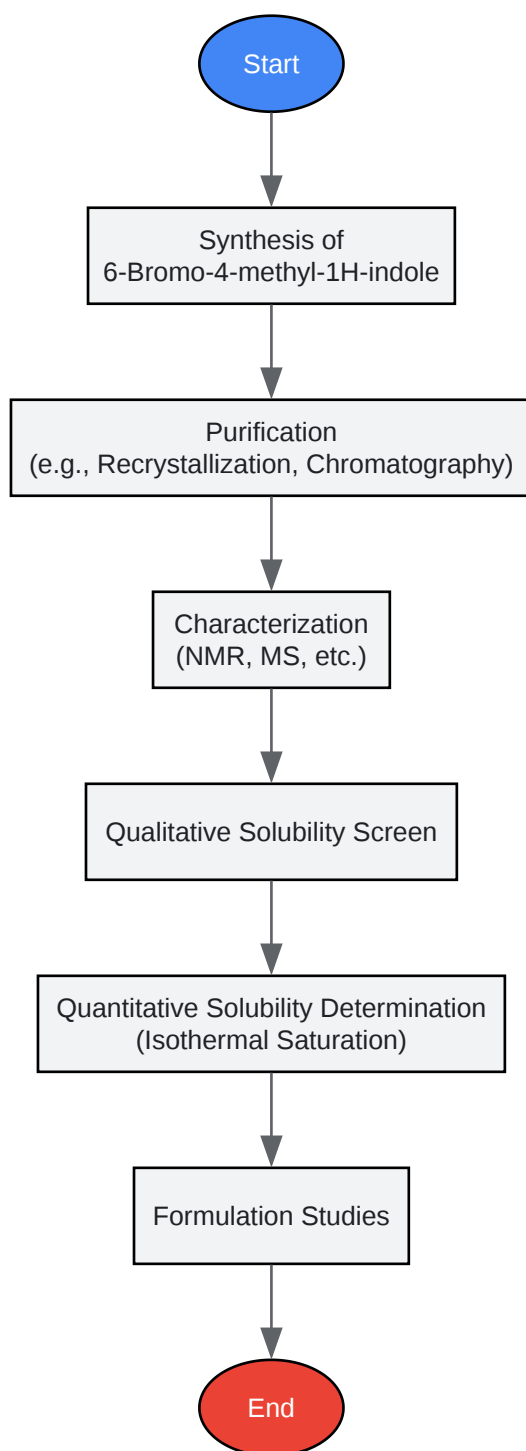 Start
Synthesis of
6-Bromo-4-methyl-1H-indole
Purification
(e.g., Recrystallization, Chromatography)
Characterization
(NMR, MS, etc.)
Qualitative Solubility Screen
Quantitative Solubility Determination
(Isothermal Saturation)
Formulation Studies
End